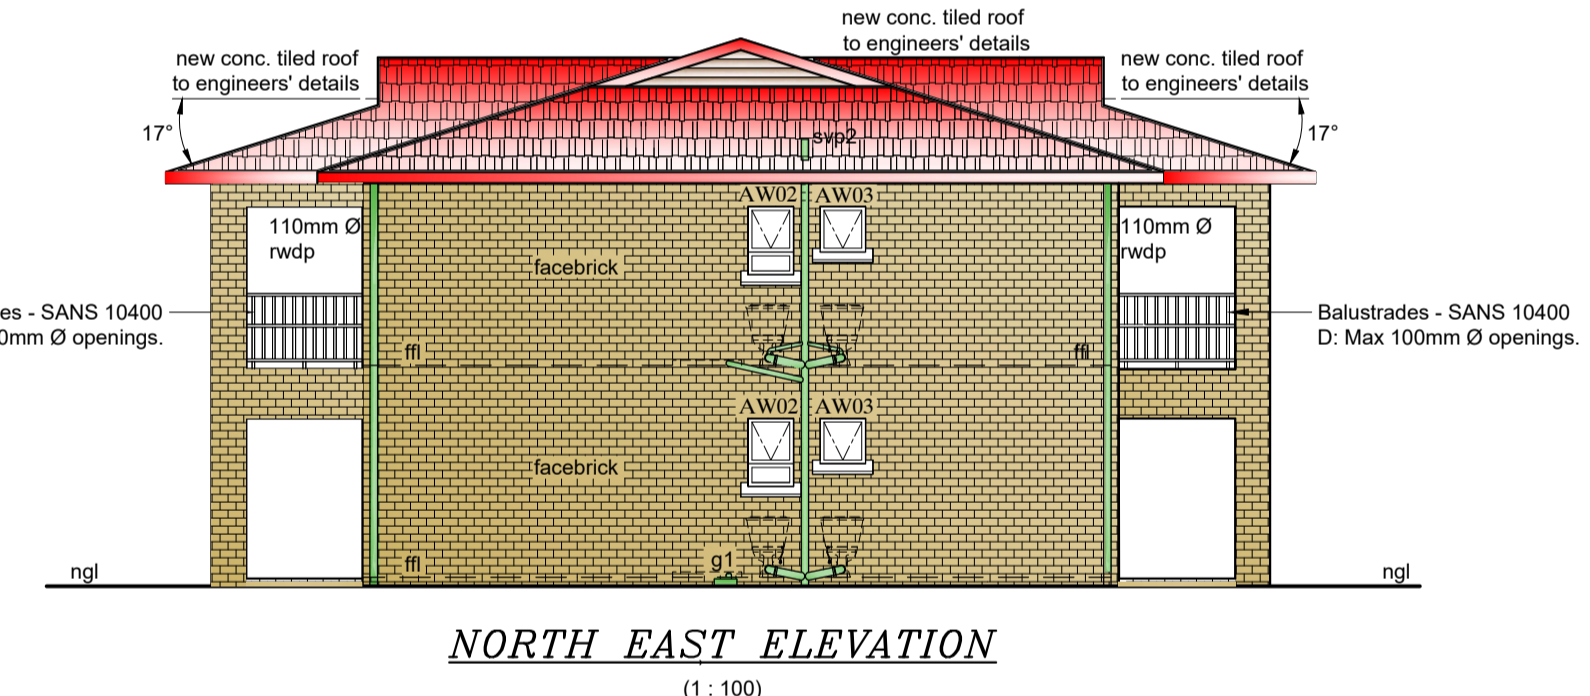 new conc. tiled roof
to engineers' details
new conc. tiled roof
to engineers' details
new conc. tiled roof
to engineers' details
17°
17°
svp2
AW02 AW03
110mm Ø
rwdp
110mm Ø
rwdp
facebrick
es - SANS 10400
0mm Ø openings.
Balustrades - SANS 10400
D: Max 100mm Ø openings.
ffl
ffl
AW02 AW03
facebrick
g1
ffl
ngl
ngl
NORTH EAST ELEVATION
(1 : 100)